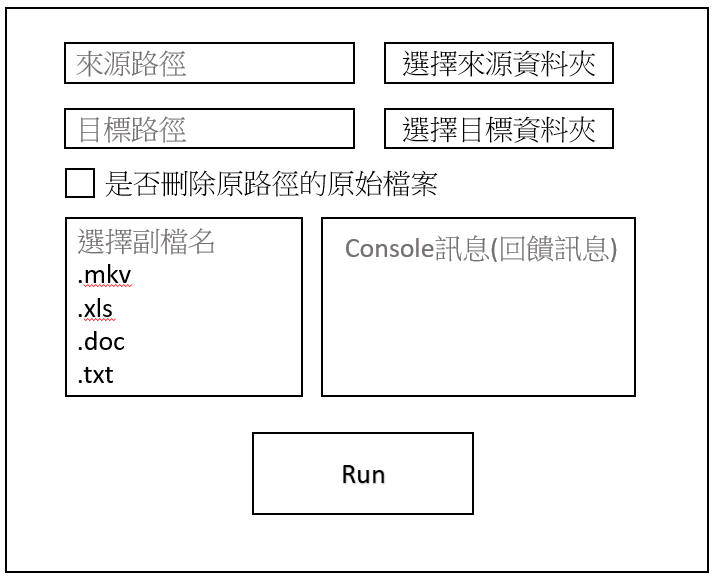 來源路徑
選擇來源資料夾
目標路徑
選擇目標資料夾
是否刪除原路徑的原始檔案
選擇副檔名
.mkv
.xls
.doc
.txt
Console訊息(回饋訊息)
Run